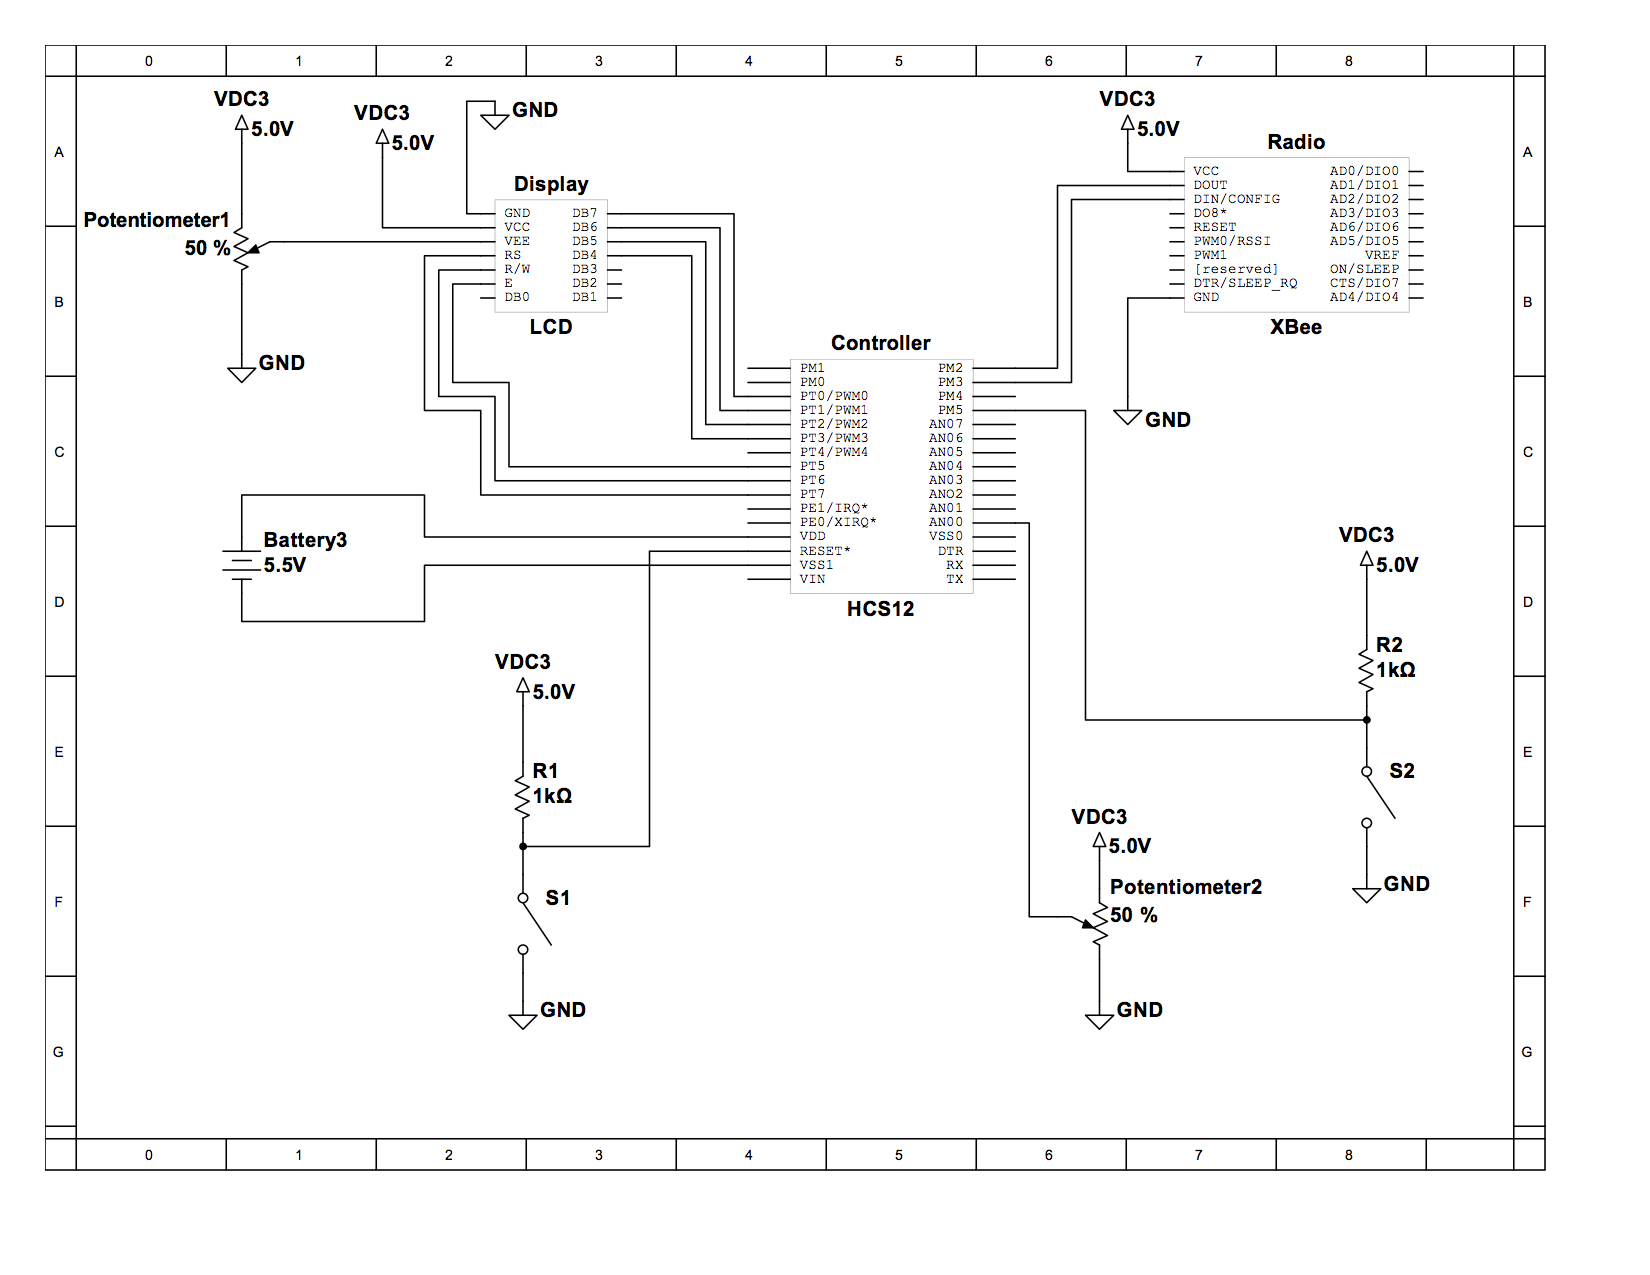 0 1 2 3 4 5 6 7 8
A
B
C
D
E
F
G
VDC3
5.0V
Potentiometer1
50 %
GND
VDC3
5.0V
GND
Display
GND DB7
VCC DB6
VEE DB5
RS DB4
R/W DB3
E DB2
DB0 DB1
LCD
VDC3
5.0V
Radio
VCC AD0/DIO0
DOUT AD1/DIO1
DIN/CONFIG AD2/DIO2
DO8* AD3/DIO3
RESET AD6/DIO6
PWM0/RSSI AD5/DIO5
PWM1 VREF
[reserved] ON/SLEEP
DTR/SLEEP_RQ CTS/DIO7
GND AD4/DIO4
XBee
GND
Controller
PM1 PM2
PM0 PM3
PT0/PWM0 PM4
PT1/PWM1 PM5
PT2/PWM2 AN07
PT3/PWM3 AN06
PT4/PWM4 AN05
PT5 AN04
PT6 AN03
PT7 ANO2
PE1/IRQ* AN01
PE0/XIRQ* AN00
VDD VSS0
RESET* DTR
VSS1 RX
VIN TX
HCS12
Battery3
5.5V
VDC3
5.0V
R1
1kΩ
S1
GND
VDC3
5.0V
Potentiometer2
50 %
GND
VDC3
5.0V
R2
1kΩ
S2
GND
A
B
C
D
E
F
G
0 1 2 3 4 5 6 7 8